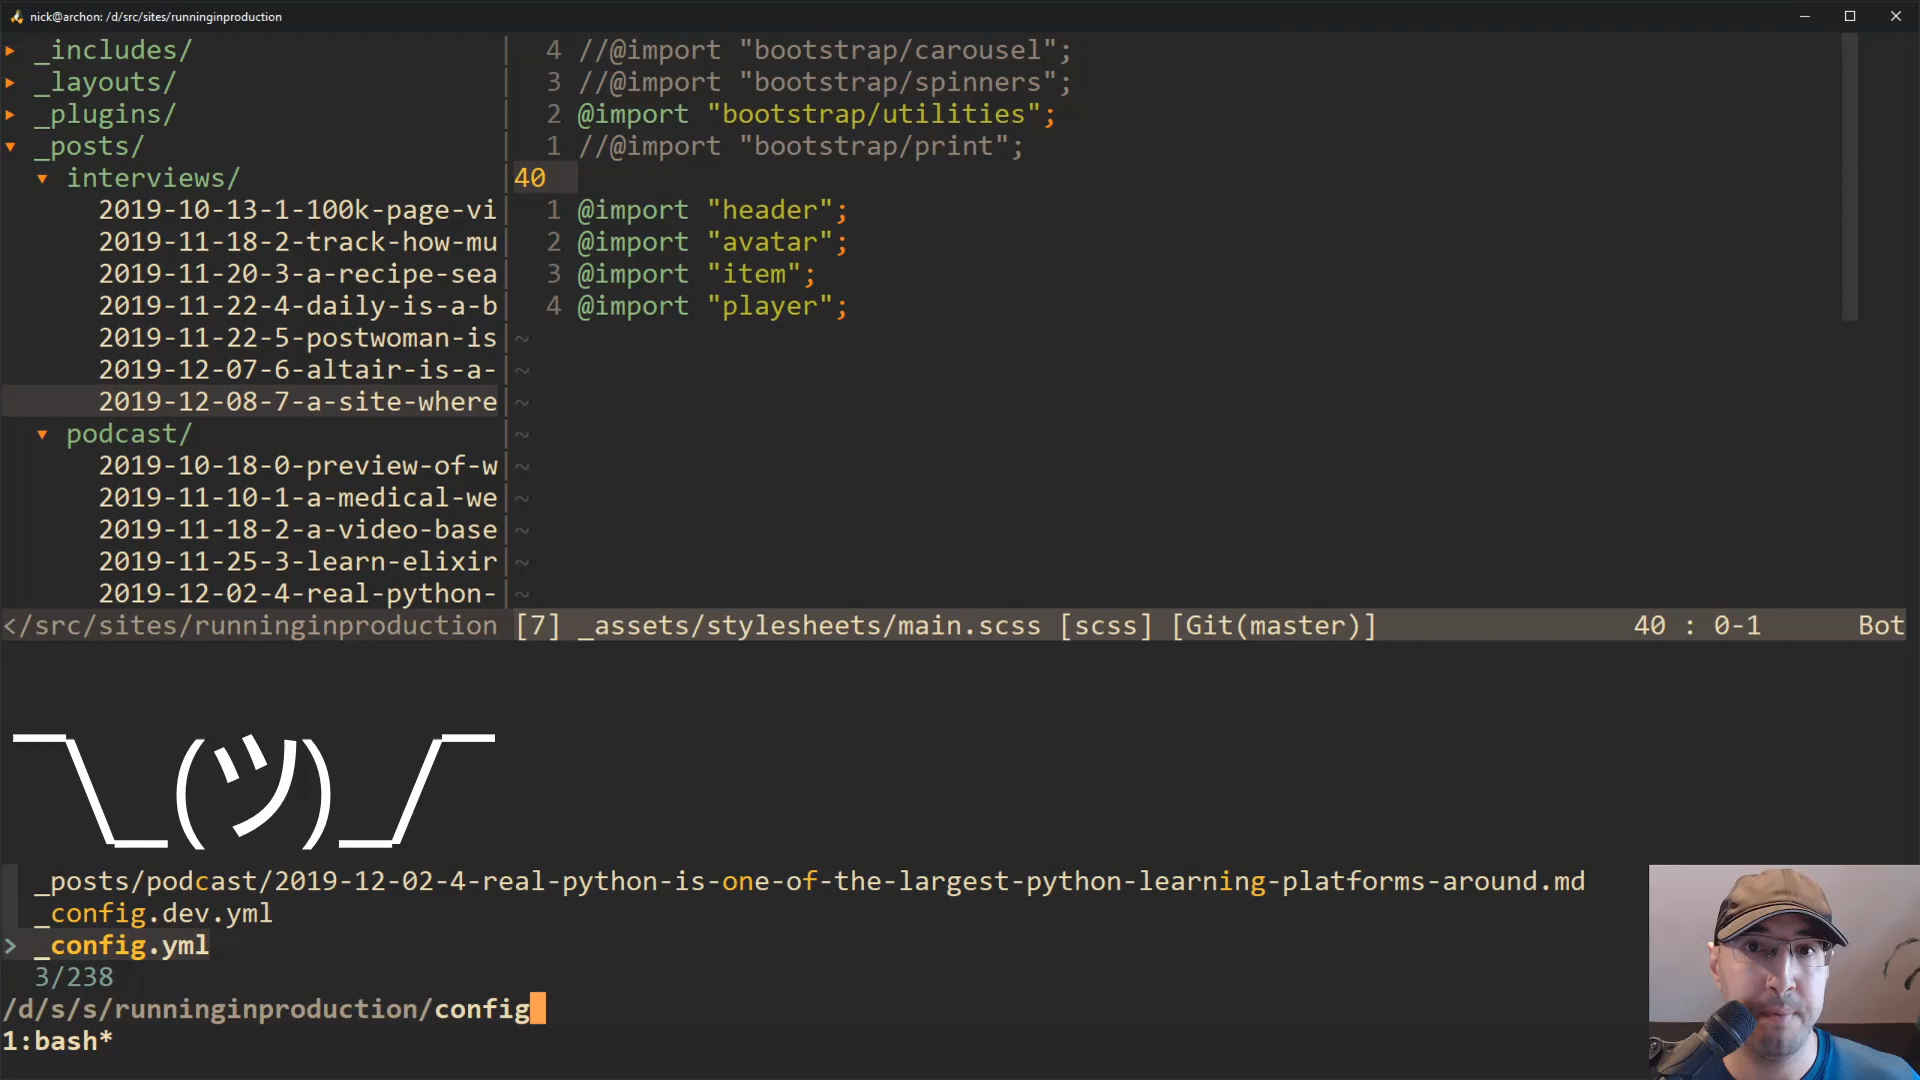 nick@archon: /d/src/sites/runninginproduction
_includes/
_layouts/
_plugins/
_posts/
interviews/
2019-10-13-1-100k-page-vi
2019-11-18-2-track-how-mu
2019-11-20-3-a-recipe-sea
2019-11-22-4-daily-is-a-b
2019-11-22-5-postwoman-is
2019-12-07-6-altair-is-a-
2019-12-08-7-a-site-where
podcast/
2019-10-18-0-preview-of-w
2019-11-10-1-a-medical-we
2019-11-18-2-a-video-base
2019-11-25-3-learn-elixir
2019-12-02-4-real-python-
</src/sites/runninginproduction
4 //@import "bootstrap/carousel";
3 //@import "bootstrap/spinners";
2 @import "bootstrap/utilities";
1 //@import "bootstrap/print";
40
1 @import "header";
2 @import "avatar";
3 @import "item";
4 @import "player";
~
~
~
~
~
~
~
~
~
[7] _assets/stylesheets/main.scss [scss] [Git(master)] 40 : 0-1 Bot
¯\_(ツ)_/¯
_posts/podcast/2019-12-02-4-real-python-is-one-of-the-largest-python-learning-platforms-around.md
_config.dev.yml
> _config.yml
3/238
/d/s/s/runninginproduction/config
1:bash*